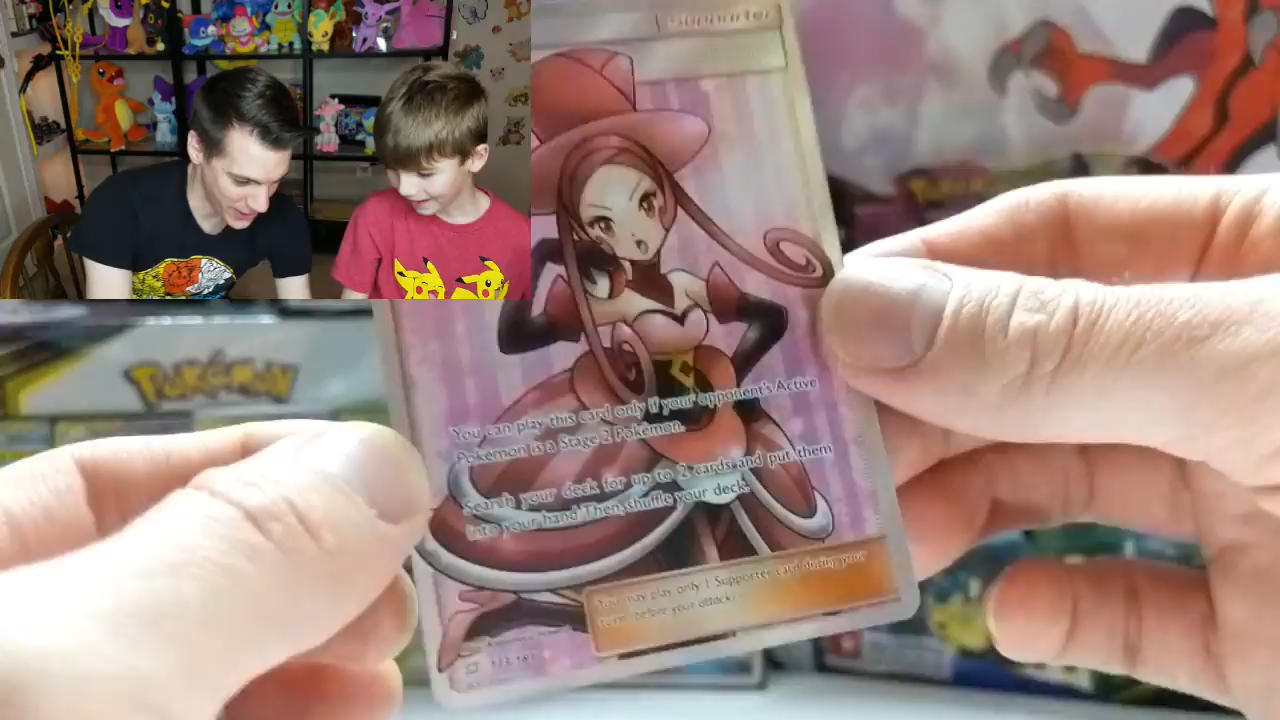 Supporter
Pokémon
Pokémon
You can play this card only if your opponent's Active
Pokémon is a Stage 2 Pokémon.
Search your deck for up to 2 cards and put them
into your hand Then, shuffle your deck.
You may play only 1 Supporter card during your
turn (before your attack).